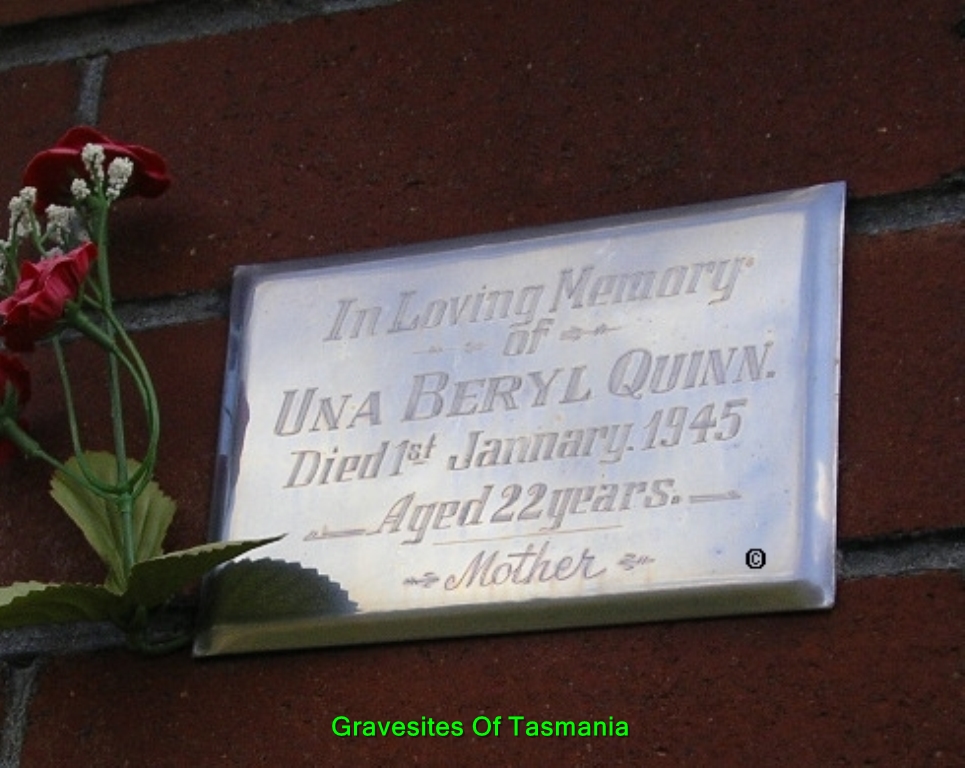 In Loving Memory
of
UNA BERYL QUINN.
Died 1st January. 1945
Aged 22 years.
Mother
©
Gravesites Of Tasmania